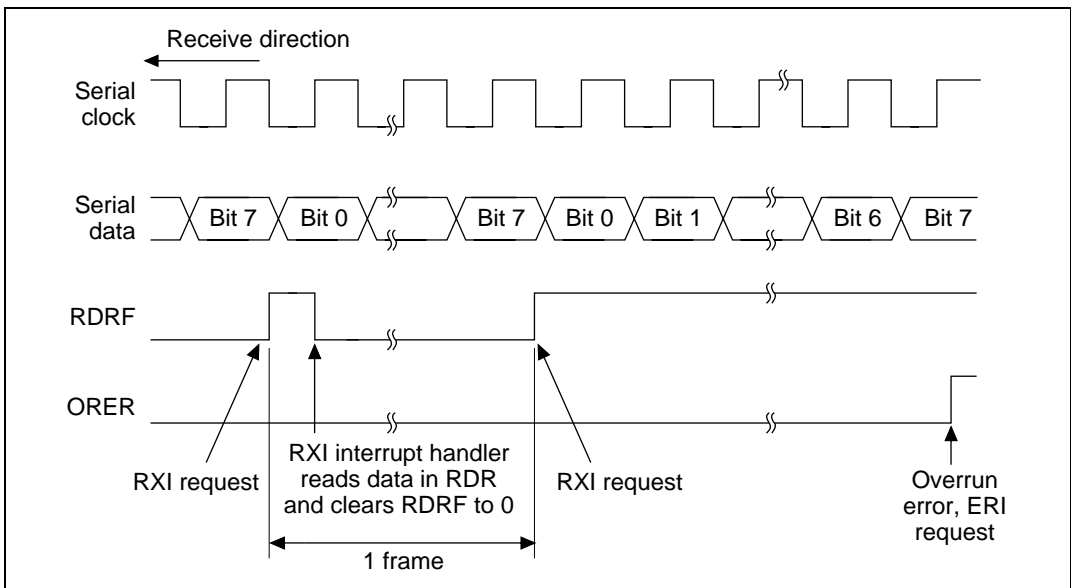 Receive direction
Serial
clock
Serial
data
Bit 7
Bit 0
Bit 7
Bit 0
Bit 1
Bit 6
Bit 7
RDRF
ORER
RXI request
RXI interrupt handler
reads data in RDR
and clears RDRF to 0
RXI request
Overrun
error, ERI
request
1 frame